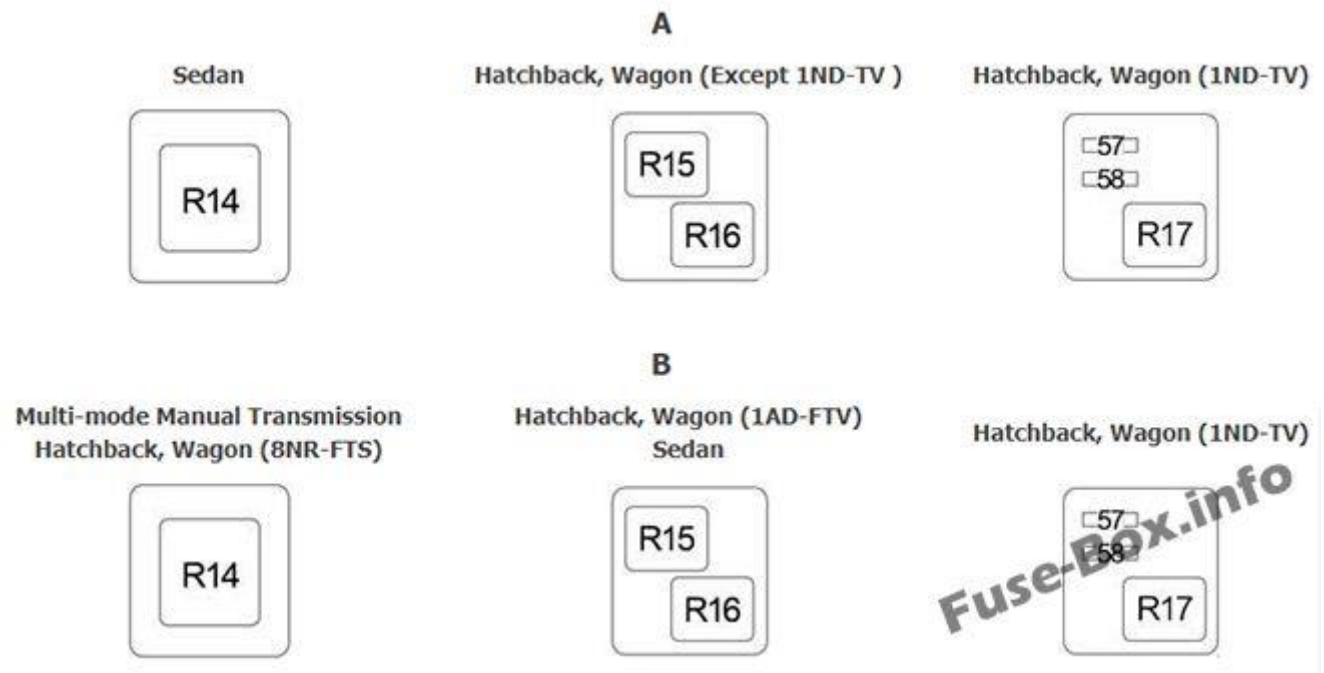 A
Sedan
Hatchback, Wagon (Except 1ND-TV )
Hatchback, Wagon (1ND-TV)
R14
R15
R16
57
58
R17
B
Multi-mode Manual Transmission
Hatchback, Wagon (8NR-FTS)
Hatchback, Wagon (1AD-FTV)
Sedan
Hatchback, Wagon (1ND-TV)
R14
R15
R16
57
58
R17
Fuse-Box.info